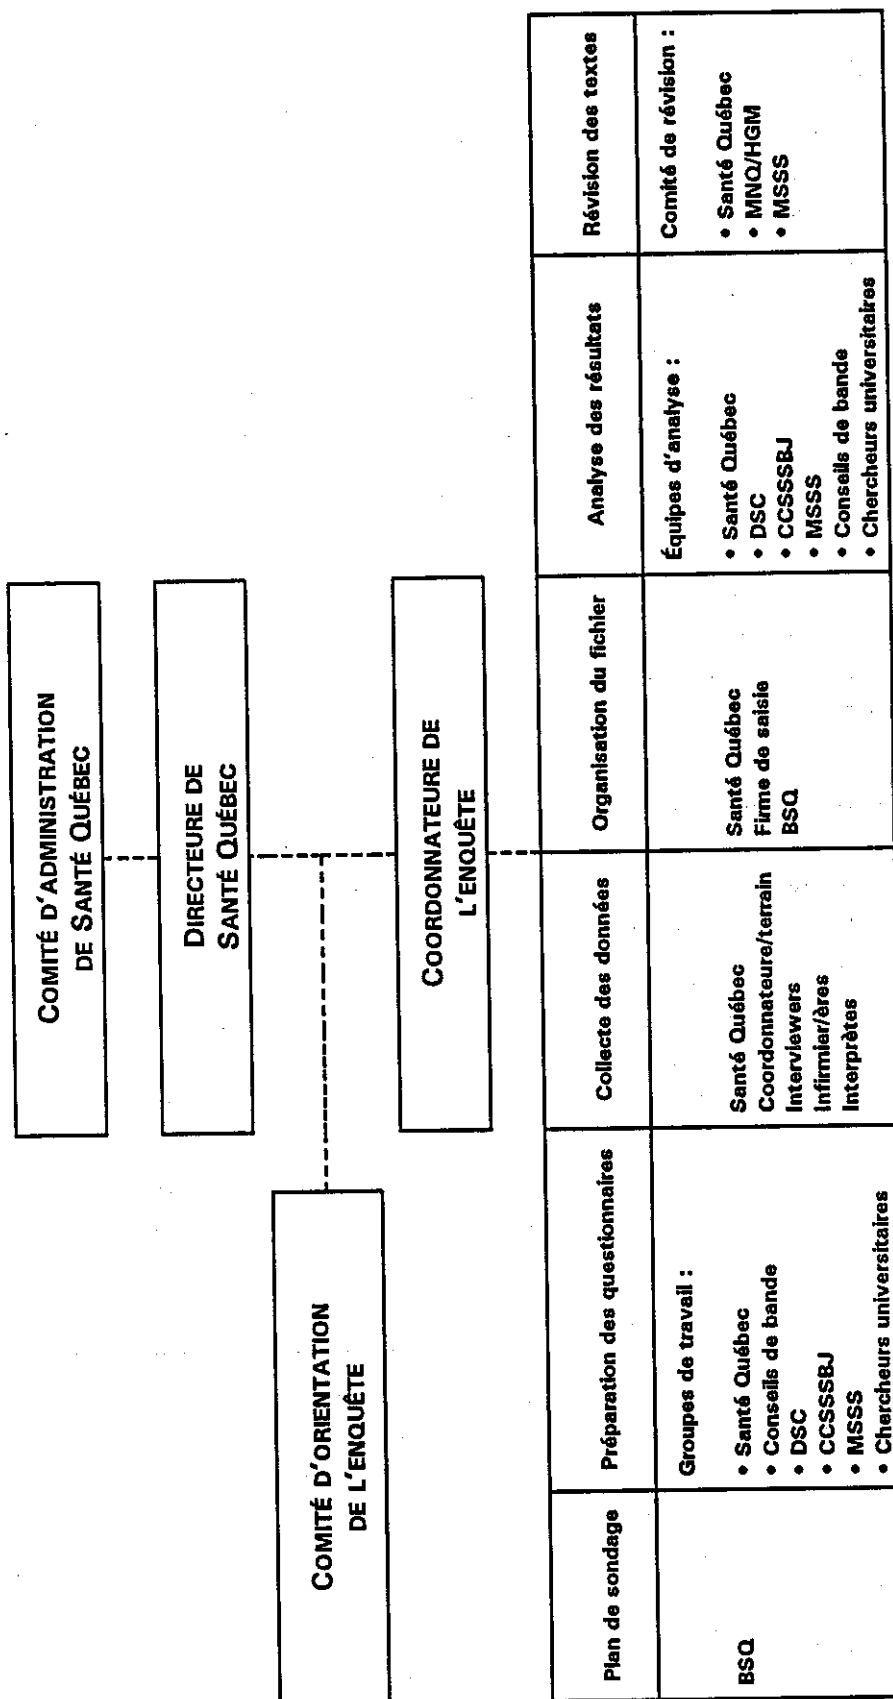 COMITÉ D'ADMINISTRATION
DE SANTÉ QUÉBEC
DIRECTEURE DE
SANTÉ QUÉBEC
COMITÉ D'ORIENTATION
DE L'ENQUÊTE
COORDONNATEURE DE
L'ENQUÊTE
Plan de sondage
BSQ
Préparation des questionnaires
Groupes de travail :
• Santé Québec
• Conseils de bande
• DSC
• CCSSSBJ
• MSSS
• Chercheurs universitaires
Collecte des données
Santé Québec
Coordonnateure/terrain
Interviewers
Infirmier/ères
Interprètes
Organisation du fichier
Santé Québec
Firme de saisie
BSQ
Analyse des résultats
Équipes d'analyse :
• Santé Québec
• DSC
• CCSSSBJ
• MSSS
• Conseils de bande
• Chercheurs universitaires
Révision des textes
Comité de révision :
• Santé Québec
• MNQ/HGM
• MSSS